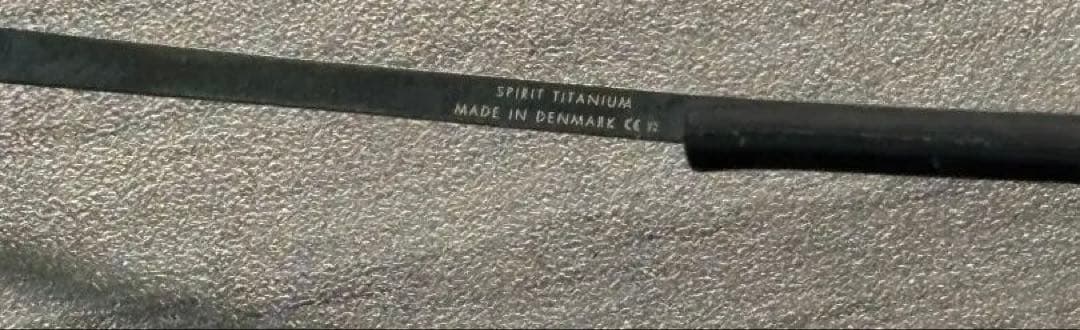 SPIRIT TITANIUM
MADE IN DENMARK CE